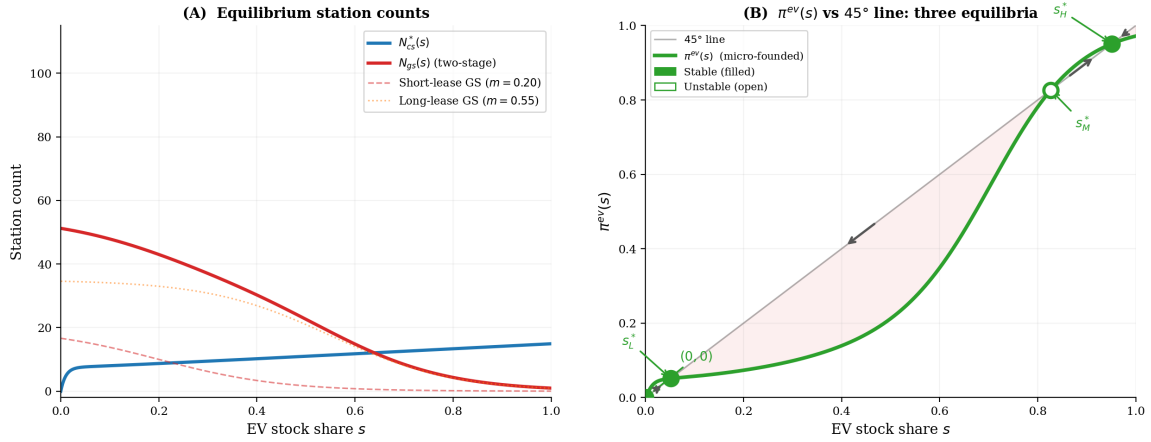 (A) Equilibrium station counts
Station count
100
80
60
40
20
0
0.0 0.2 0.4 0.6 0.8 1.0
EV stock share s
N*cs(s)
Ngs(s) (two-stage)
Short-lease GS (m = 0.20)
Long-lease GS (m = 0.55)
(B) π^ev(s) vs 45° line: three equilibria
π^ev(s)
1.0
0.8
0.6
0.4
0.2
0.0
0.0 0.2 0.4 0.6 0.8 1.0
EV stock share s
45° line
π^ev(s) (micro-founded)
Stable (filled)
Unstable (open)
s*H
s*M
s*L
(0, 0)